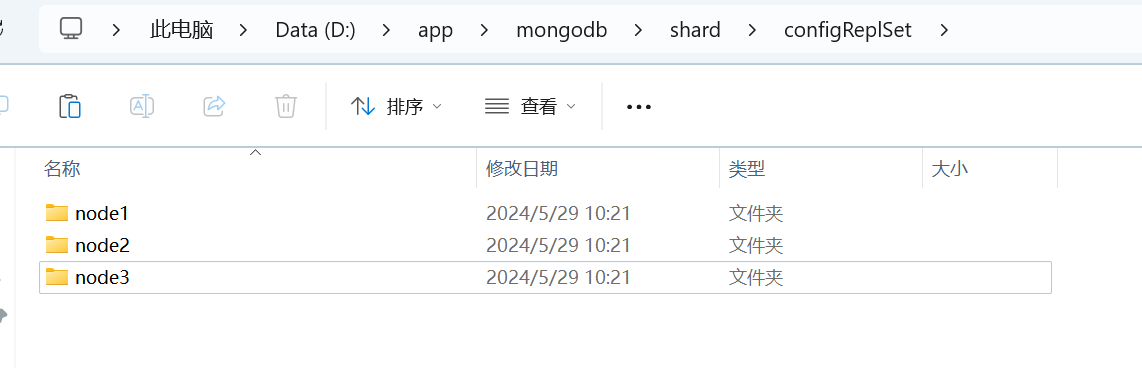 此电脑 > Data (D:) > app > mongodb > shard > configReplSet >
排序 查看
名称 修改日期 类型 大小
node1 2024/5/29 10:21 文件夹
node2 2024/5/29 10:21 文件夹
node3 2024/5/29 10:21 文件夹